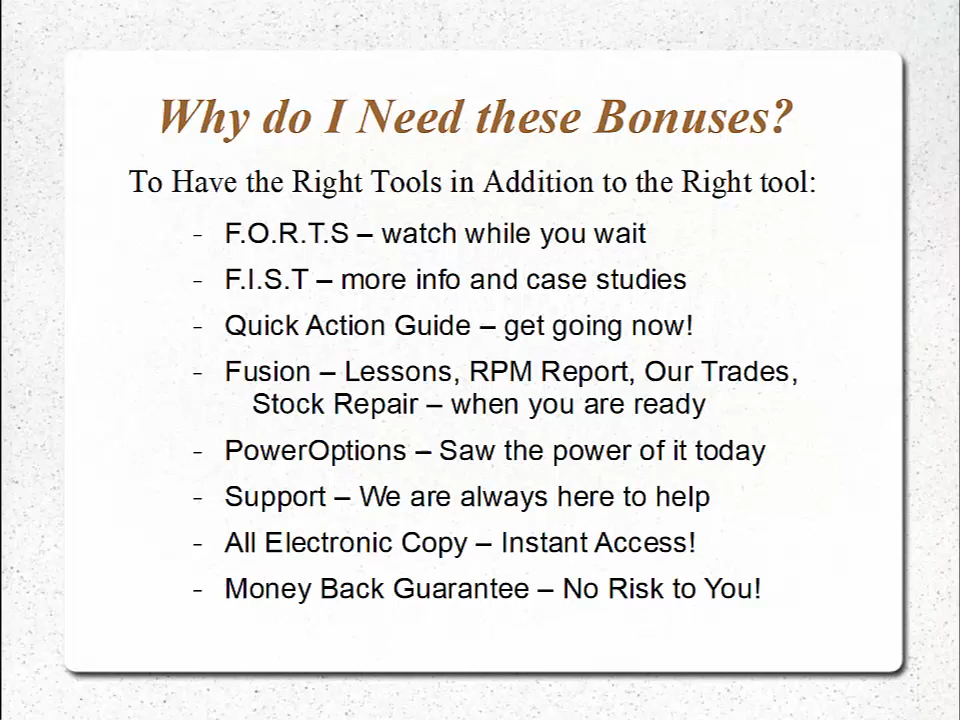 Why do I Need these Bonuses?
To Have the Right Tools in Addition to the Right tool:
- F.O.R.T.S – watch while you wait
- F.I.S.T – more info and case studies
- Quick Action Guide – get going now!
- Fusion – Lessons, RPM Report, Our Trades,
Stock Repair – when you are ready
- PowerOptions – Saw the power of it today
- Support – We are always here to help
- All Electronic Copy – Instant Access!
- Money Back Guarantee – No Risk to You!